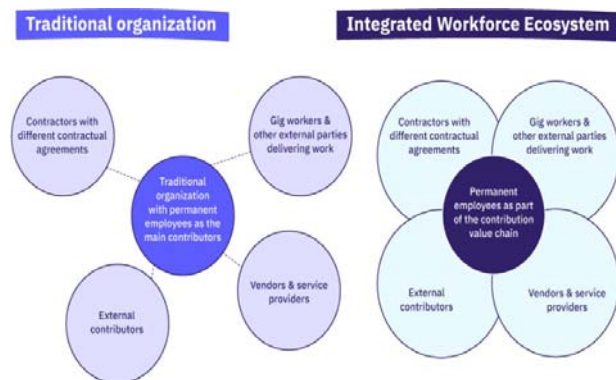 Traditional organization
Contractors with
different contractual
agreements
Gig workers &
other external parties
delivering work
Traditional
organization
with permanent
employees as the
main contributors
External
contributors
Vendors & service
providers
Integrated Workforce Ecosystem
Contractors with
different contractual
agreements
Gig workers &
other external parties
delivering work
Permanent
employees as part
of the contribution
value chain
External
contributors
Vendors & service
providers